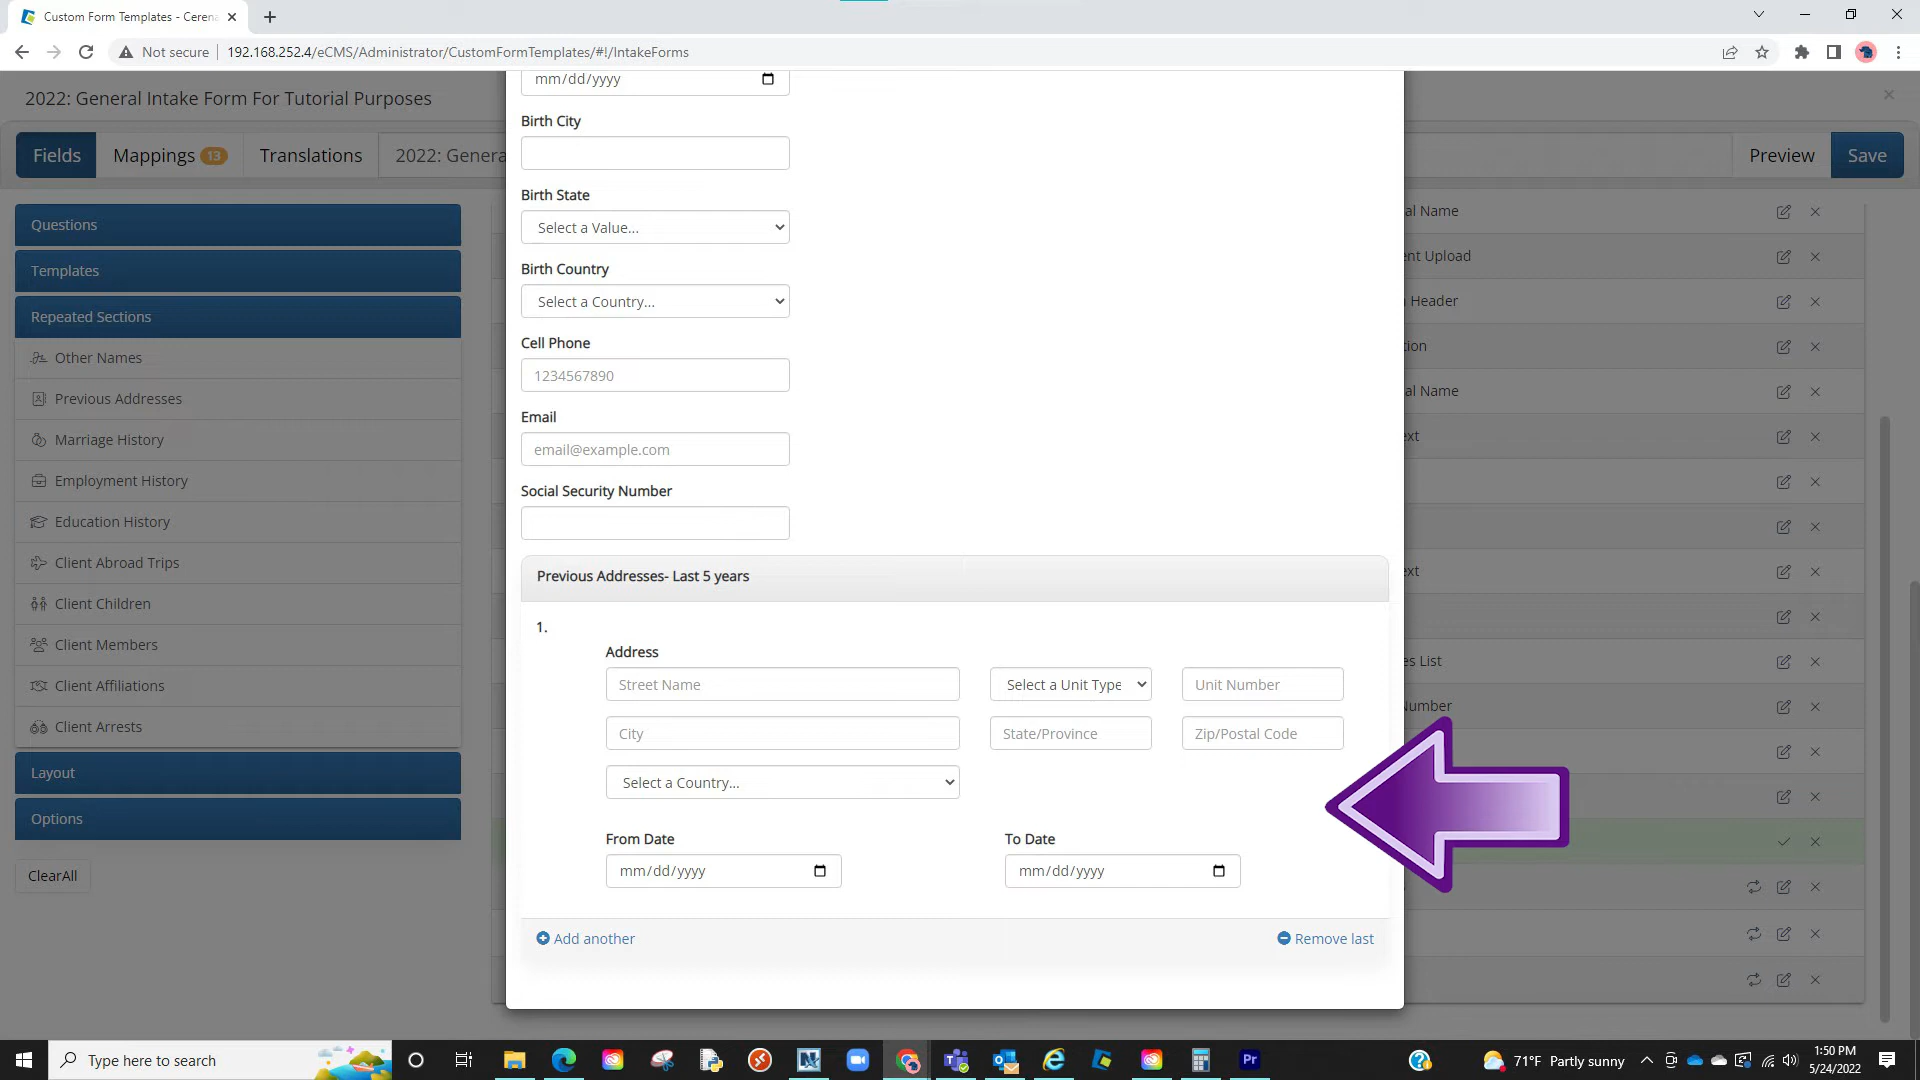 Custom Form Templates - Cerena
Not secure
192.168.252.4/eCMS/Administrator/CustomFormTemplates/#!/IntakeForms
2022: General Intake Form For Tutorial Purposes
Fields
Mappings 13
Translations
2022: Genera
Preview
Save
Questions
Templates
Repeated Sections
Other Names
Previous Addresses
Marriage History
Employment History
Education History
Client Abroad Trips
Client Children
Client Members
Client Affiliations
Client Arrests
Layout
Options
ClearAll
mm/dd/yyyy
Birth City
Birth State
Select a Value...
Birth Country
Select a Country...
Cell Phone
1234567890
Email
email@example.com
Social Security Number
Previous Addresses- Last 5 years
1.
Address
Street Name
Select a Unit Type
Unit Number
City
State/Province
Zip/Postal Code
Select a Country...
From Date
To Date
mm/dd/yyyy
mm/dd/yyyy
Add another
Remove last
al Name
ent Upload
Header
tion
al Name
ext
ext
es List
Number
Type here to search
Pr
71°F Partly sunny
1:50 PM
5/24/2022